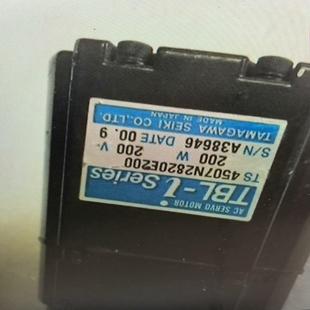 AC SERVO MOTOR
TBL-i Series
TS 4507N2820E200
200 W 200 V
S/N A38646 DATE 00.9
TAMAGAWA SEIKI CO.,LTD.
MADE IN JAPAN